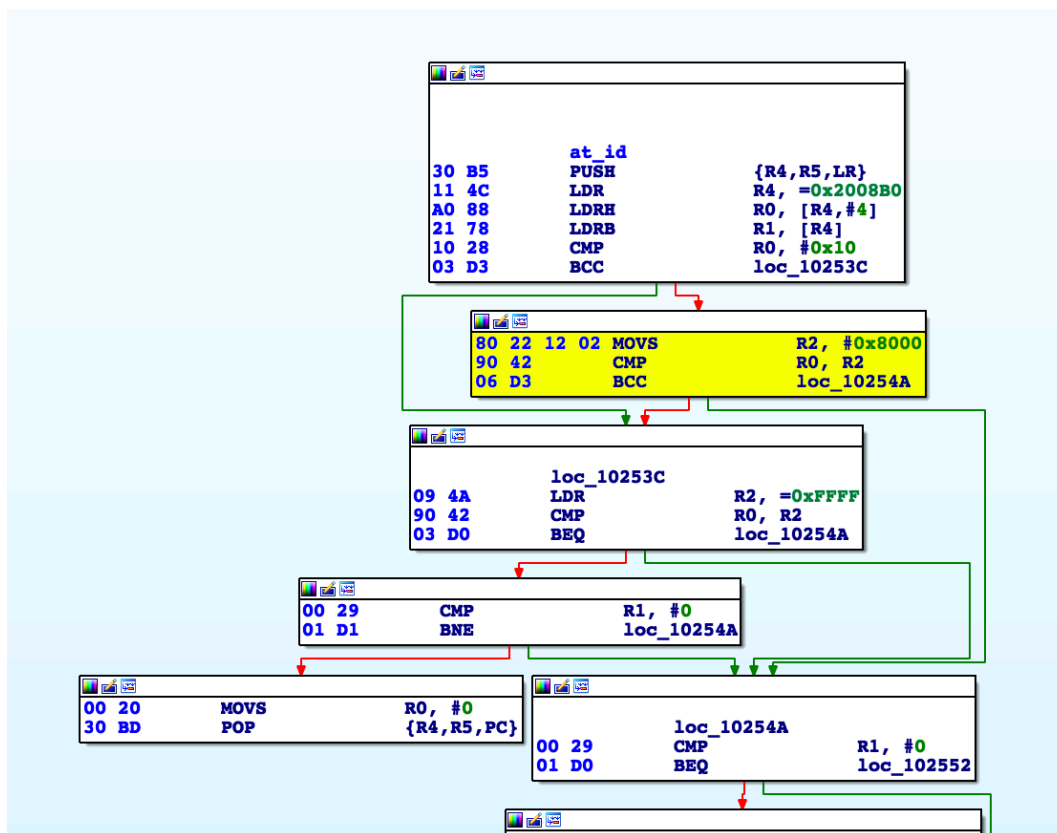 at_id
30 B5 PUSH {R4,R5,LR}
11 4C LDR R4, =0x2008B0
A0 88 LDRH R0, [R4,#4]
21 78 LDRB R1, [R4]
10 28 CMP R0, #0x10
03 D3 BCC loc_10253C
80 22 12 02 MOVS R2, #0x8000
90 42 CMP R0, R2
06 D3 BCC loc_10254A
loc_10253C
09 4A LDR R2, =0xFFFF
90 42 CMP R0, R2
03 D0 BEQ loc_10254A
00 29 CMP R1, #0
01 D1 BNE loc_10254A
00 20 MOVS R0, #0
30 BD POP {R4,R5,PC}
loc_10254A
00 29 CMP R1, #0
01 D0 BEQ loc_102552